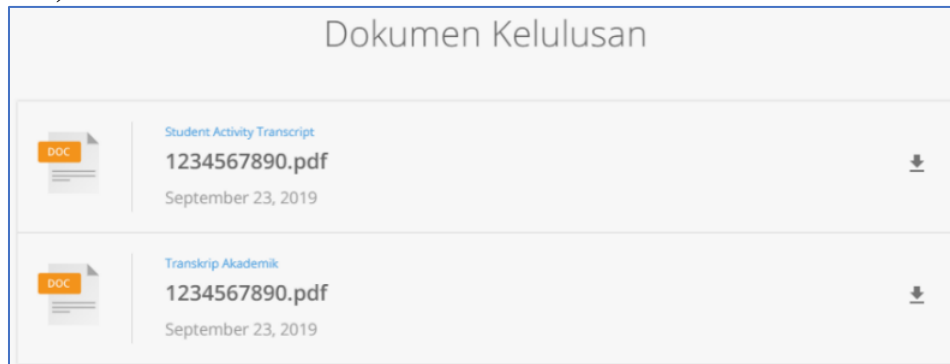 Dokumen Kelulusan
DOC
Student Activity Transcript
1234567890.pdf
September 23, 2019
DOC
Transkrip Akademik
1234567890.pdf
September 23, 2019